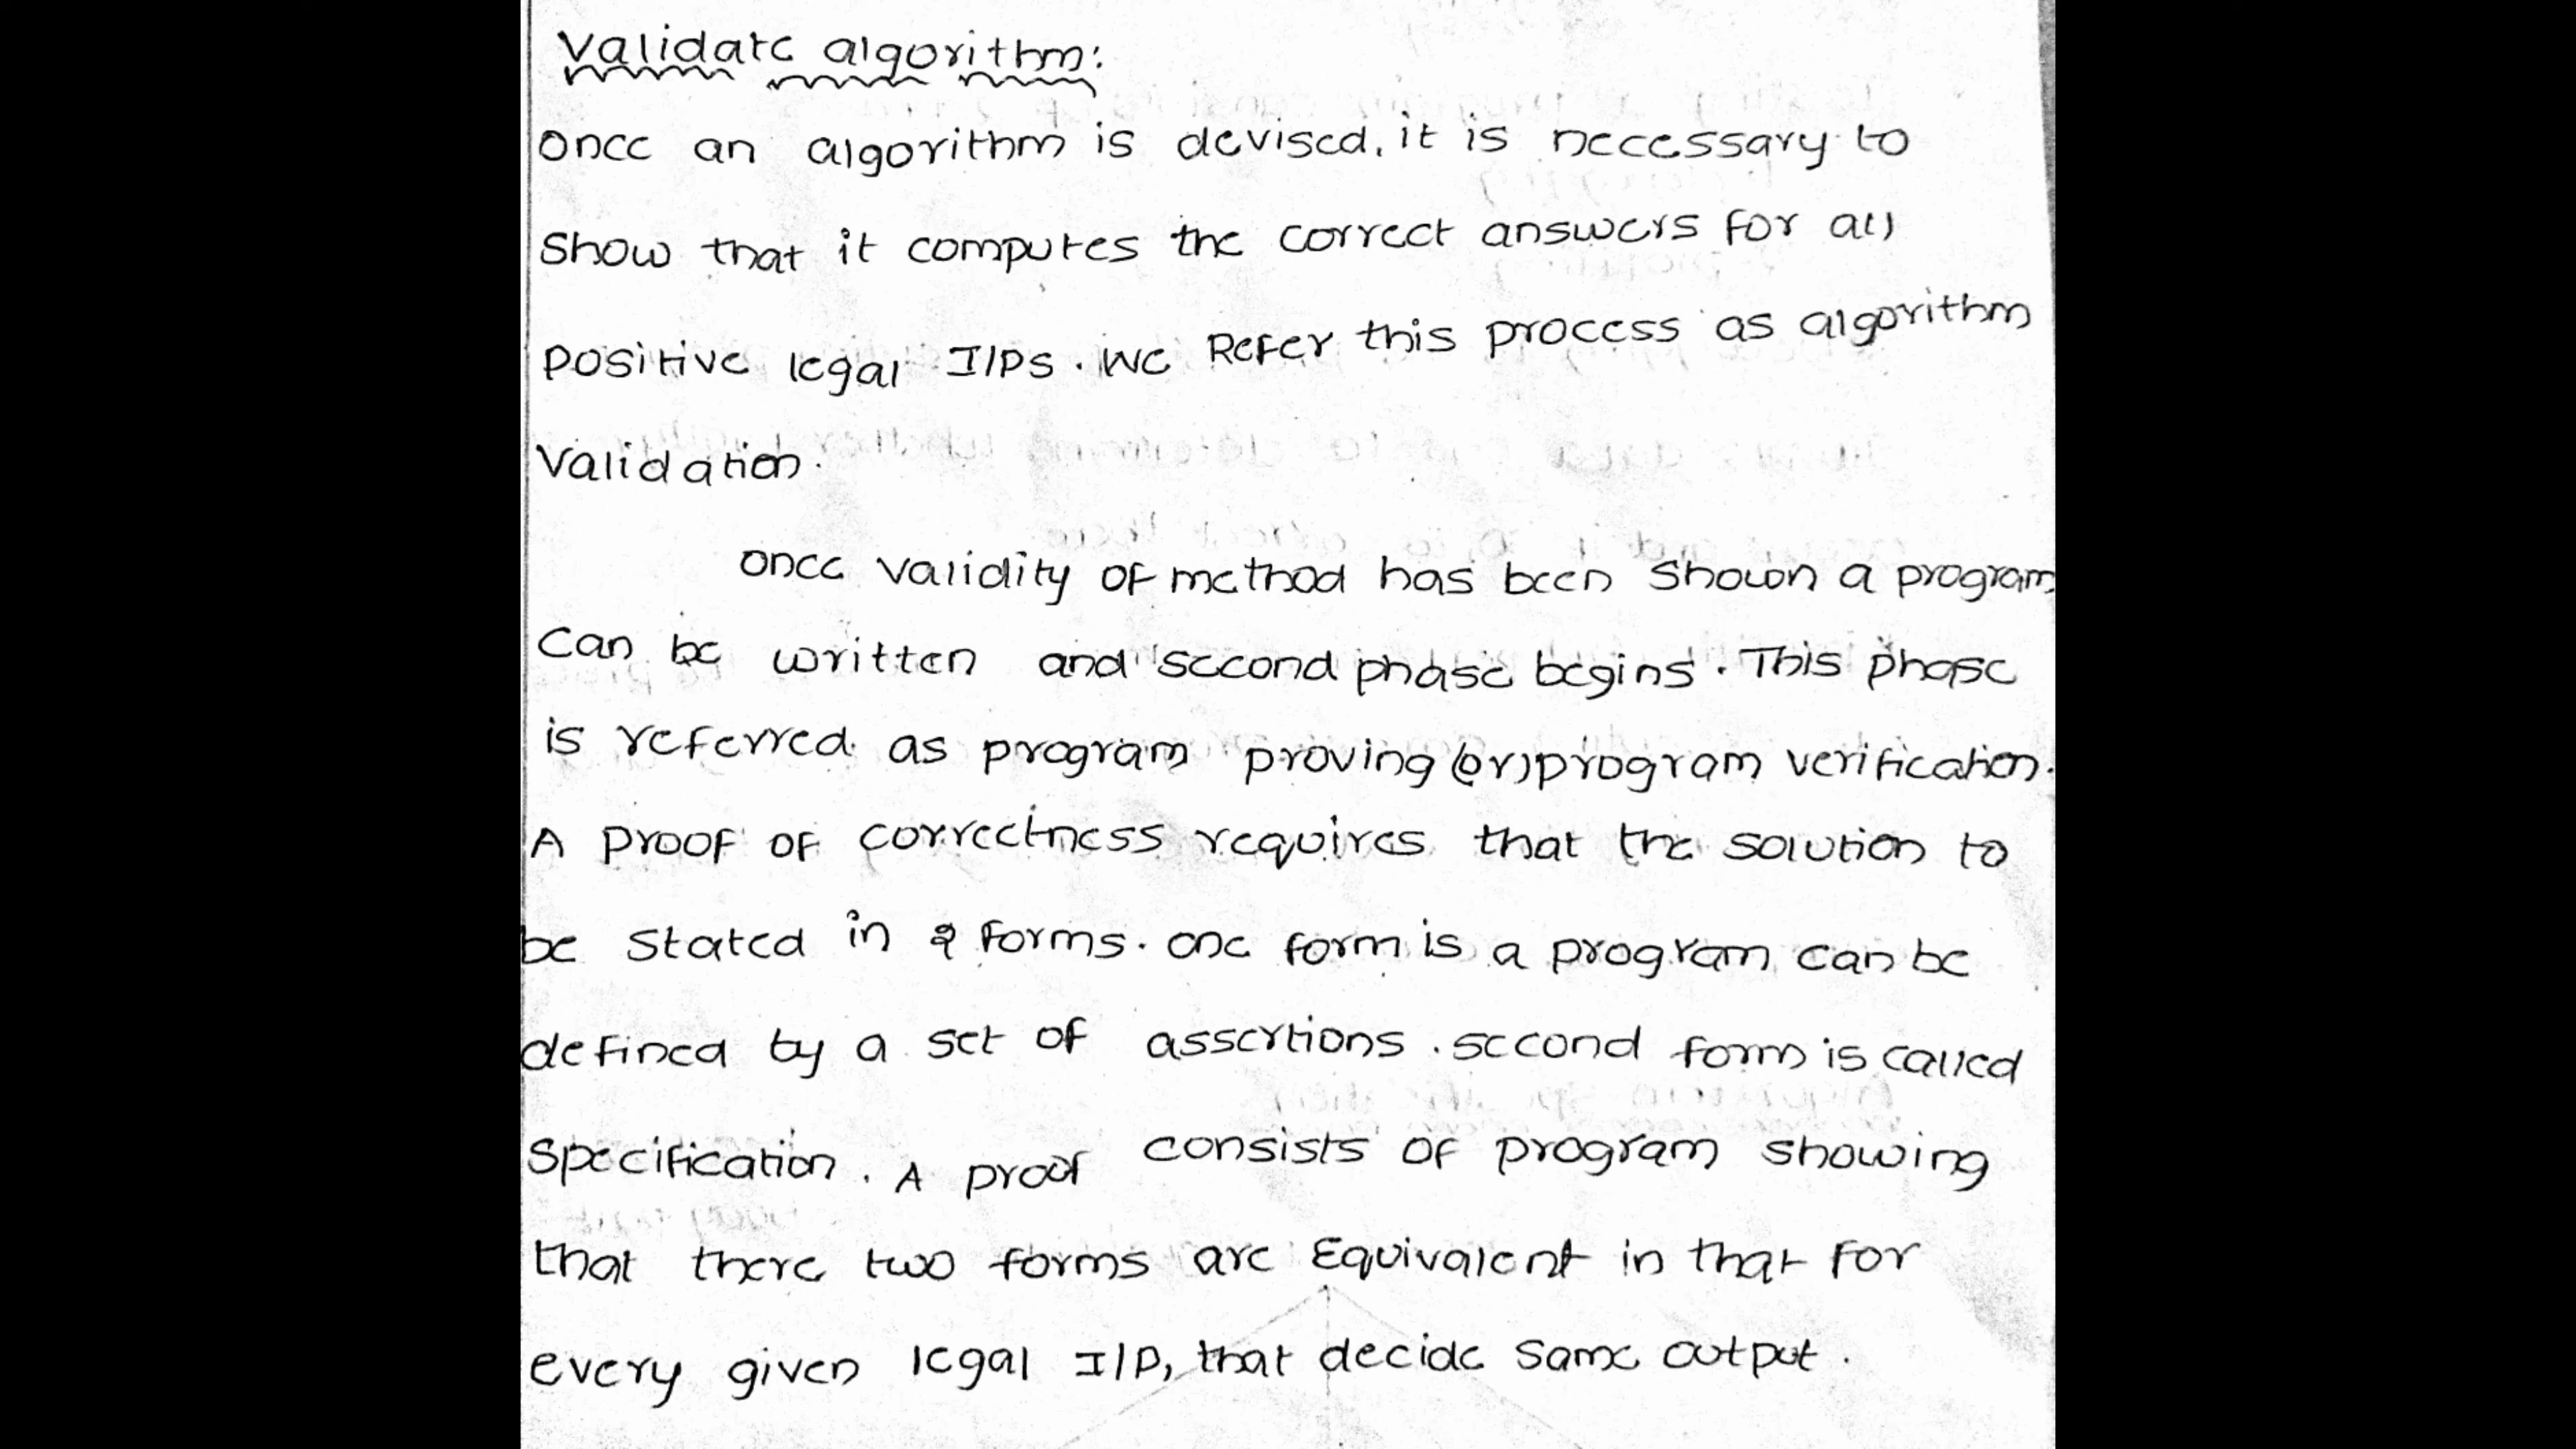 Validate algorithm:
Once an algorithm is devised, it is necessary to
Show that it computes the correct answers for all
positive legal I/Ps. We Refer this process as algorithm
Validation.
Once Validity of method has been Shown a program
Can be written and second phase begins. This phase
is referred as program proving (or) program verification.
A proof of correctness requires that the solution to
be Stated in 2 forms. One form is a program can be
defined by a set of assertions. second form is called
Specification. A proof consists of program showing
that there two forms are Equivalent in that for
every given legal I/P, that decide Same output.